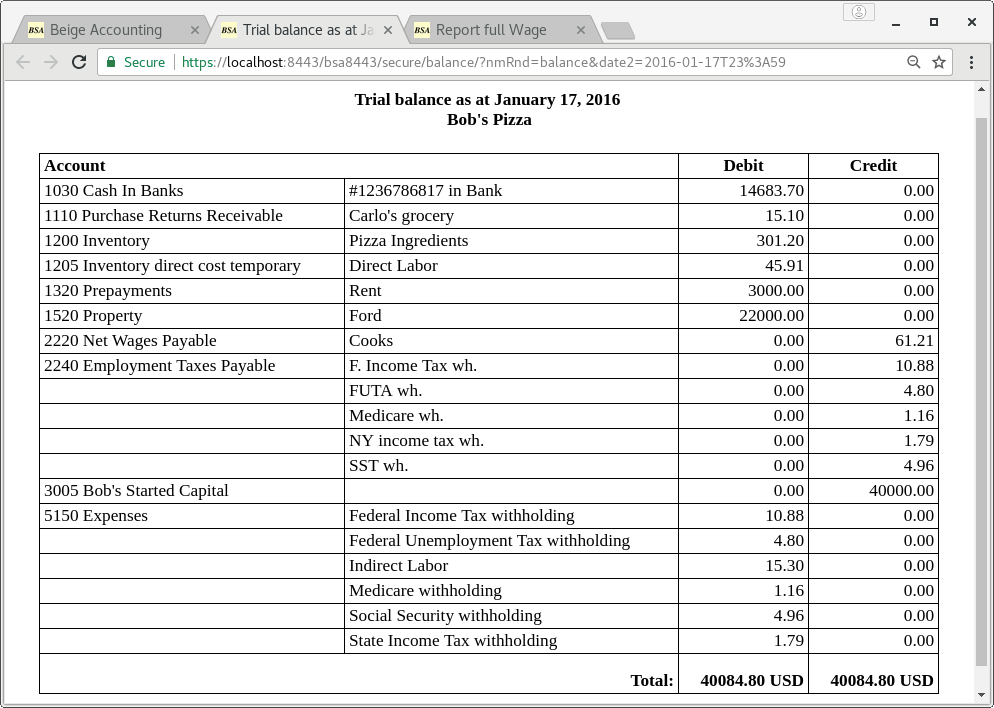 BSA Beige Accounting × BSA Trial balance as at Ja × BSA Report full Wage ×
Secure https://localhost:8443/bsa8443/secure/balance/?nmRnd=balance&date2=2016-01-17T23%3A59
Trial balance as at January 17, 2016
Bob's Pizza
Account Debit Credit
1030 Cash In Banks #1236786817 in Bank 14683.70 0.00
1110 Purchase Returns Receivable Carlo's grocery 15.10 0.00
1200 Inventory Pizza Ingredients 301.20 0.00
1205 Inventory direct cost temporary Direct Labor 45.91 0.00
1320 Prepayments Rent 3000.00 0.00
1520 Property Ford 22000.00 0.00
2220 Net Wages Payable Cooks 0.00 61.21
2240 Employment Taxes Payable F. Income Tax wh. 0.00 10.88
FUTA wh. 0.00 4.80
Medicare wh. 0.00 1.16
NY income tax wh. 0.00 1.79
SST wh. 0.00 4.96
3005 Bob's Started Capital 0.00 40000.00
5150 Expenses Federal Income Tax withholding 10.88 0.00
Federal Unemployment Tax withholding 4.80 0.00
Indirect Labor 15.30 0.00
Medicare withholding 1.16 0.00
Social Security withholding 4.96 0.00
State Income Tax withholding 1.79 0.00
Total: 40084.80 USD 40084.80 USD